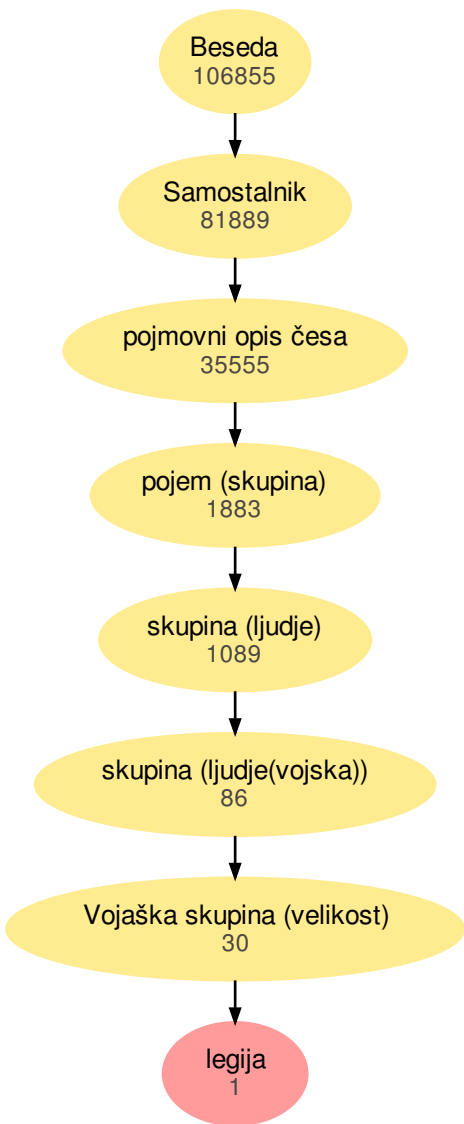 Beseda
106855
Samostalnik
81889
pojmovni opis česa
35555
pojem (skupina)
1883
skupina (ljudje)
1089
skupina (ljudje(vojska))
86
Vojaška skupina (velikost)
30
legija
1